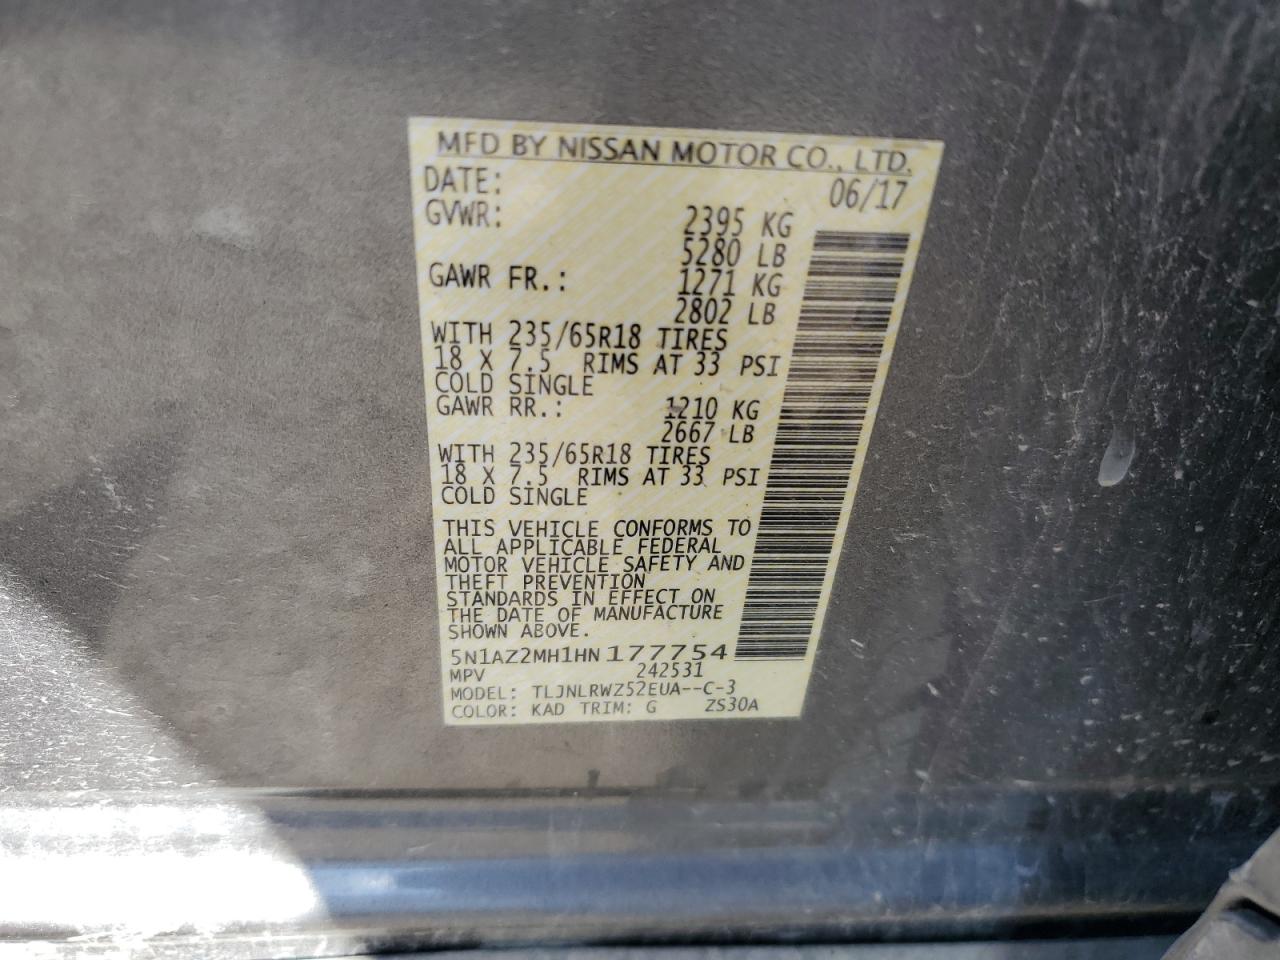 MFD BY NISSAN MOTOR CO., LTD.
DATE: 06/17
GVWR: 2395 KG
5280 LB
GAWR FR.: 1271 KG
2802 LB
WITH 235/65R18 TIRES
18 X 7.5 RIMS AT 33 PSI
COLD SINGLE
GAWR RR.: 1210 KG
2667 LB
WITH 235/65R18 TIRES
18 X 7.5 RIMS AT 33 PSI
COLD SINGLE
THIS VEHICLE CONFORMS TO
ALL APPLICABLE FEDERAL
MOTOR VEHICLE SAFETY AND
THEFT PREVENTION
STANDARDS IN EFFECT ON
THE DATE OF MANUFACTURE
SHOWN ABOVE.
5N1AZ2MH1HN177754
MPV 242531
MODEL: TLJNLRWZ52EUA--C-3
COLOR: KAD TRIM: G ZS30A